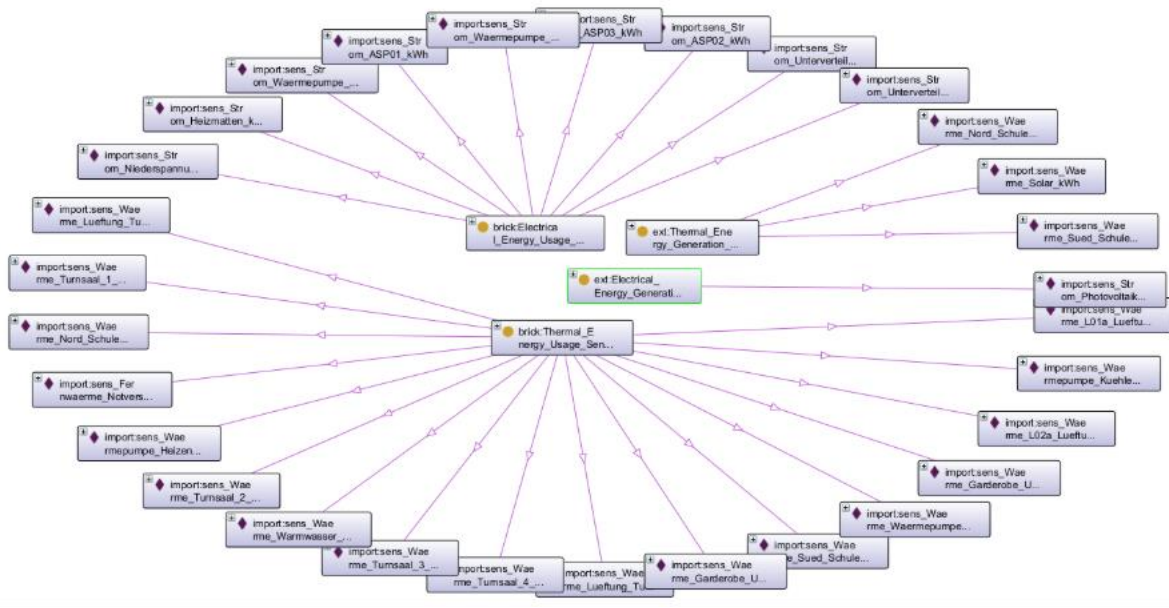 import:sens_Str
om_Waermepumpe_...
import:sens_Str
ASP03_kWh
import:sens_Str
om_ASP02_kWh
import:sens_Str
om_ASP01_kWh
import:sens_Str
om_Unterverteil...
import:sens_Str
om_Waermepumpe_...
import:sens_Str
om_Unterverteil...
import:sens_Str
om_Heizmatten_k...
import:sens_Wae
rme_Nord_Schule...
import:sens_Str
om_Niederspannu...
import:sens_Wae
rme_Solar_kWh
import:sens_Wae
rme_Lueftung_Tu...
brick:Electrica
l_Energy_Usage_...
ext:Thermal_Ene
rgy_Generation_...
import:sens_Wae
rme_Sued_Schule...
import:sens_Wae
rme_Turnsaal_1_...
ext:Electrical_
Energy_Generati...
import:sens_Str
om_Photovoltaik...
import:sens_Wae
rme_L01a_Lueftu...
import:sens_Wae
rme_Nord_Schule...
brick:Thermal_E
nergy_Usage_Sen...
import:sens_Wae
rmepumpe_Kuehle...
import:sens_Fer
nwaerme_Notvers...
import:sens_Wae
rme_L02a_Lueftu...
import:sens_Wae
rmepumpe_Heizen...
import:sens_Wae
rme_Garderobe_U...
import:sens_Wae
rme_Turnsaal_2_...
import:sens_Wae
rme_Waermepumpe...
import:sens_Wae
rme_Warmwasser_...
import:sens_Wae
e_Sued_Schule...
import:sens_Wae
rme_Turnsaal_3_...
import:sens_Wae
rme_Turnsaal_4_...
import:sens_Wae
rme_Lueftung_Tu...
import:sens_Wae
rme_Garderobe_U...